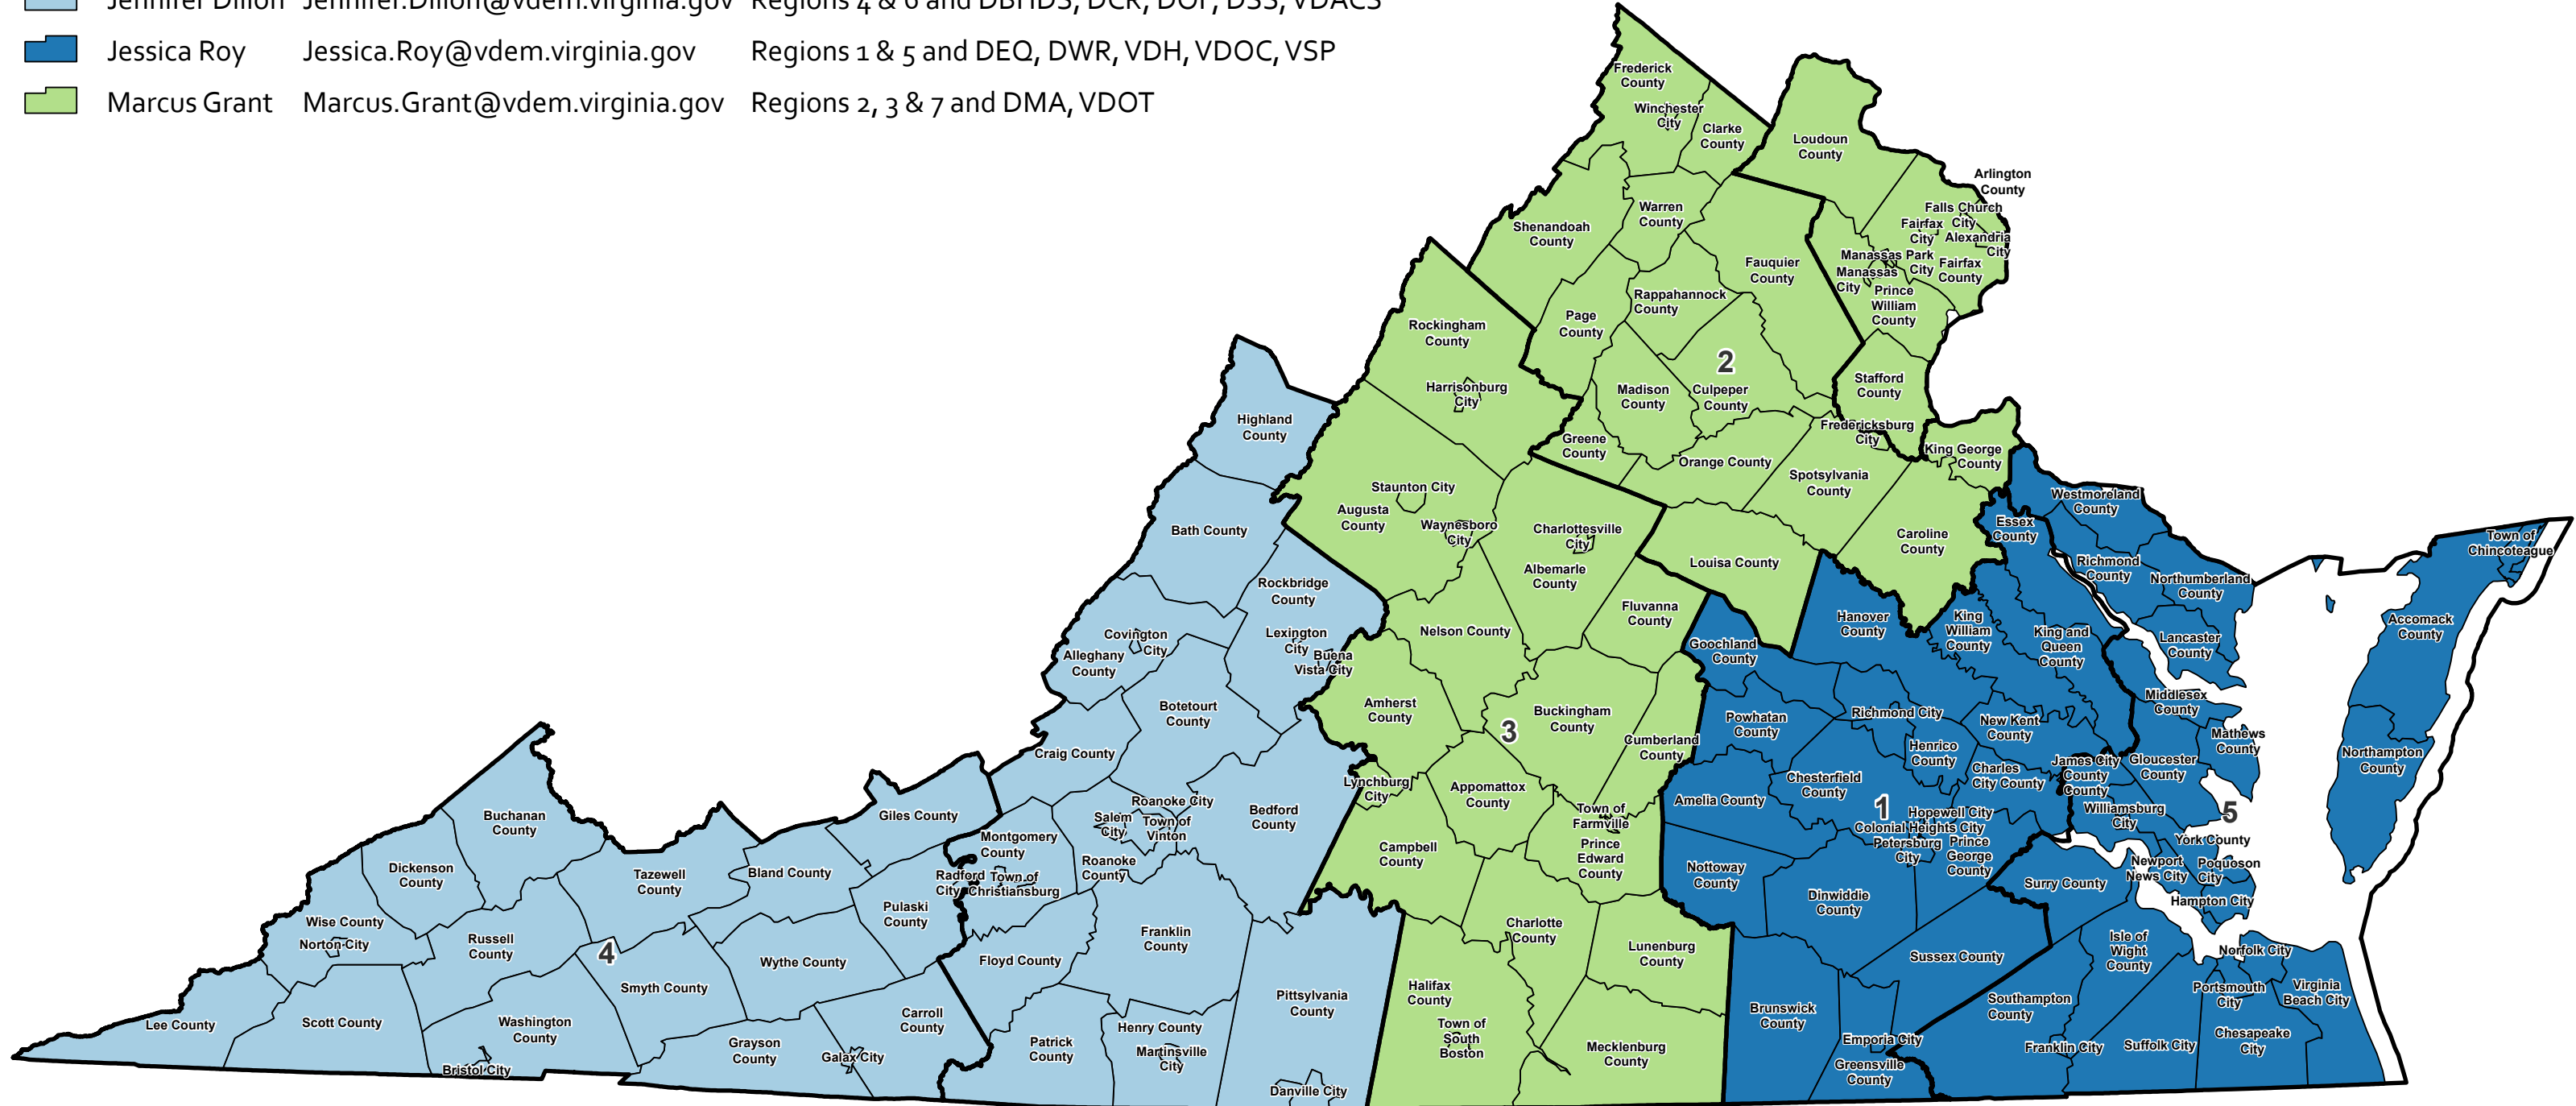 Jennifer Dillon Jennifer.Dillon@vdem.virginia.gov Regions 4 & 6 and DBHDS, DCR, DOF, DSS, VDACS
Jessica Roy Jessica.Roy@vdem.virginia.gov Regions 1 & 5 and DEQ, DWR, VDH, VDOC, VSP
Marcus Grant Marcus.Grant@vdem.virginia.gov Regions 2, 3 & 7 and DMA, VDOT
Frederick
County
Winchester
City
Clarke
County
Loudoun
County
Arlington
County
Falls Church
City
Fairfax
City
Alexandria
City
Manassas Park
City
Manassas
City
Fairfax
County
Prince
William
County
Warren
County
Shenandoah
County
Fauquier
County
Rappahannock
County
Page
County
Rockingham
County
Harrisonburg
City
2
Madison
County
Culpeper
County
Stafford
County
Fredericksburg
City
King George
County
Greene
County
Orange County
Spotsylvania
County
Highland
County
Bath County
Staunton City
Augusta
County
Waynesboro
City
Charlottesville
City
Albemarle
County
Louisa County
Caroline
County
Essex
County
Westmoreland
County
Richmond
County
Northumberland
County
Lancaster
County
Town of
Chincoteague
Accomack
County
Northampton
County
Rockbridge
County
Lexington
City
Buena
Vista City
Covington
City
Alleghany
County
Nelson County
Fluvanna
County
Goochland
County
Hanover
County
King
William
County
King and
Queen
County
Middlesex
County
Mathews
County
Gloucester
County
Botetourt
County
Craig County
Amherst
County
3
Buckingham
County
Cumberland
County
Powhatan
County
Richmond City
Henrico
County
New Kent
County
Charles
City County
James City
County
County
Williamsburg
City
5
York County
Newport
News City
Poquoson
City
Hampton City
Lynchburg
City
Appomattox
County
Town of
Farmville
Prince
Edward
County
Campbell
County
Amelia County
Chesterfield
County
1
Hopewell City
Colonial Heights City
Petersburg
City
Prince
George
County
Nottoway
County
Dinwiddie
County
Surry County
Sussex County
Isle of
Wight
County
Norfolk City
Portsmouth
City
Virginia
Beach City
Chesapeake
City
Suffolk City
Southampton
County
Franklin City
Brunswick
County
Emporia City
Greensville
County
Buchanan
County
Dickenson
County
Wise County
Norton City
Russell
County
Tazewell
County
Bland County
Giles County
Pulaski
County
Montgomery
County
Radford
City
Town of
Christiansburg
Salem
City
Roanoke City
Town of
Vinton
Roanoke
County
Bedford
County
Lee County
Scott County
Washington
County
Bristol City
4
Smyth County
Wythe County
Grayson
County
Galax City
Carroll
County
Floyd County
Franklin
County
Patrick
County
Henry County
Martinsville
City
Pittsylvania
County
Danville City
Charlotte
County
Lunenburg
County
Halifax
County
Town of
South
Boston
Mecklenburg
County